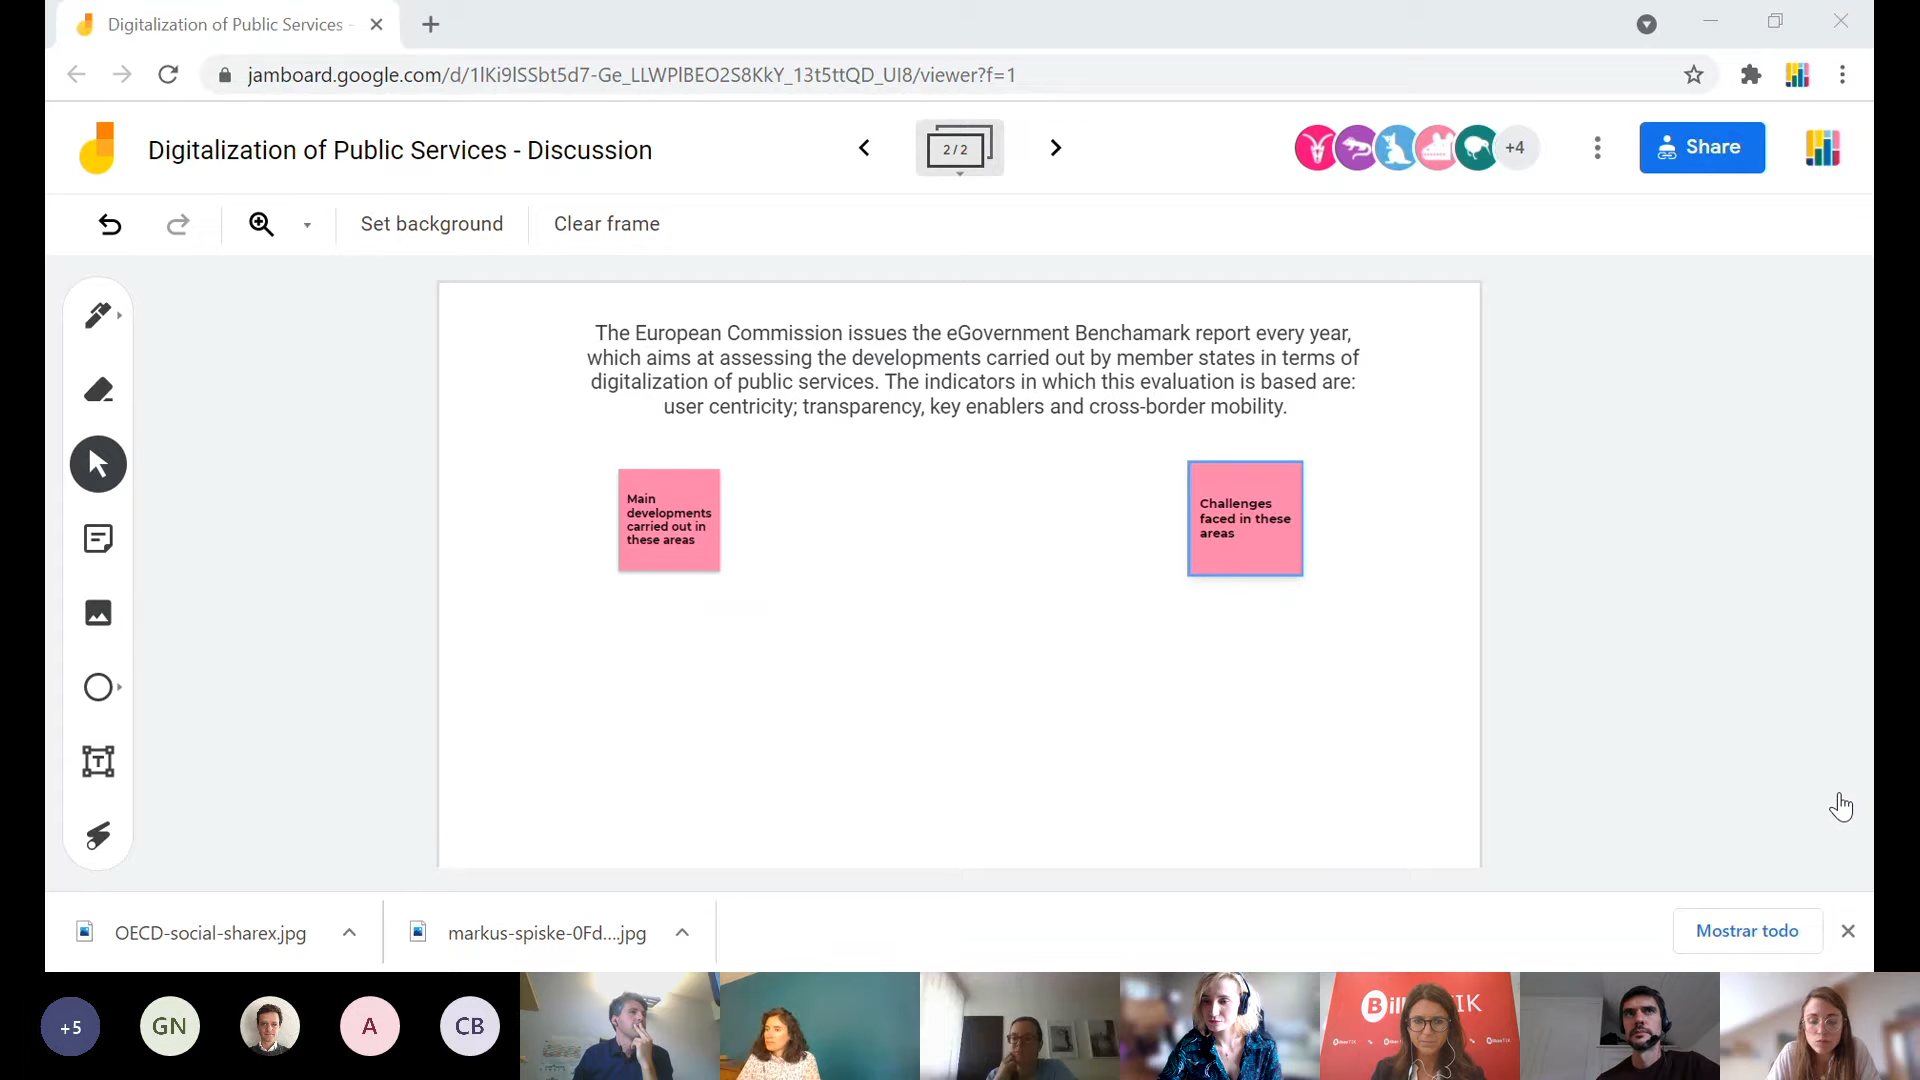 Digitalization of Public Services -
jamboard.google.com/d/1lKi9lSSbt5d7-Ge_LLWPlBEO2S8KkY_13t5ttQD_UI8/viewer?f=1
Digitalization of Public Services - Discussion
2 / 2
+4
Share
Set background
Clear frame
The European Commission issues the eGovernment Benchamark report every year,
which aims at assessing the developments carried out by member states in terms of
digitalization of public services. The indicators in which this evaluation is based are:
user centricity; transparency, key enablers and cross-border mobility.
Main
developments
carried out in
these areas
Challenges
faced in these
areas
T
OECD-social-sharex.jpg
markus-spiske-0Fd....jpg
Mostrar todo
+5
GN
A
CB